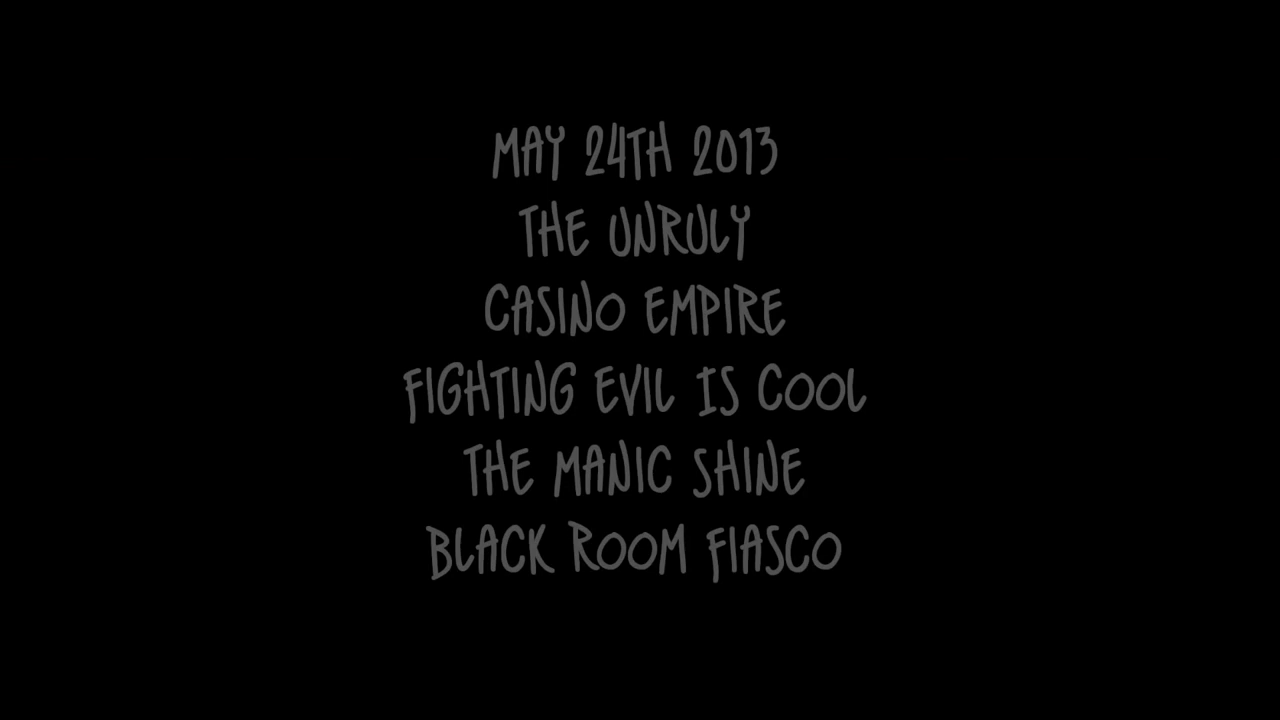 MAY 24TH 2013
THE UNRULY
CASINO EMPIRE
FIGHTING EVIL IS COOL
THE MANIC SHINE
BLACK ROOM FIASCO